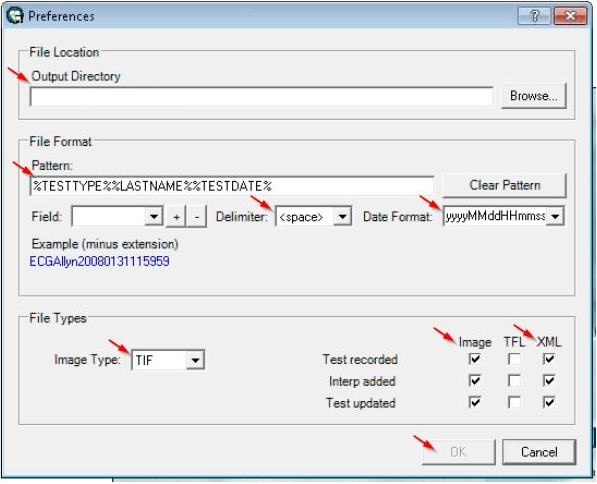 Preferences
File Location
Output Directory
Browse...
File Format
Pattern:
%TESTTYPE%%LASTNAME%%TESTDATE%
Clear Pattern
Field: + - Delimiter: <space> Date Format: yyyyMMddHHmmss
Example (minus extension)
ECGAllyn20080131115959
File Types
Image TFL XML
Image Type: TIF Test recorded
Interp added
Test updated
OK Cancel